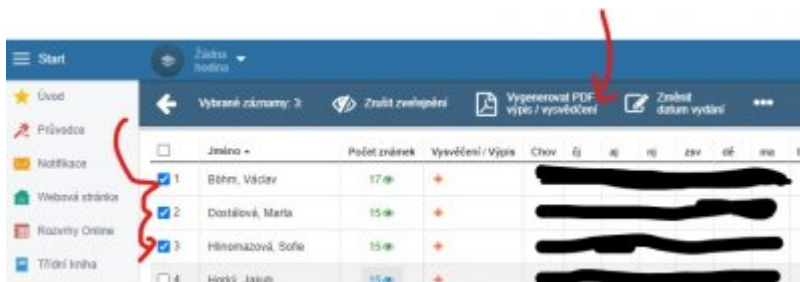 Start
Žádná
hodina
Úvod
Vybrané záznamy: 3
Zrušit zveřejnění
Vygenerovat PDF
výpis / vysvědčení
Změnit
datum vydání
Průvodce
Jméno
Počet známek
Vysvěčení / Výpis
Chov
čj
aj
nj
zsv
dě
ma
Notifikace
1
Böhm, Václav
17
Webová stránka
2
Dostálová, Marta
15
Rozvrhy Online
3
Hlinomazová, Sofie
15
Třídní kniha
4
Horký, Jakub
15